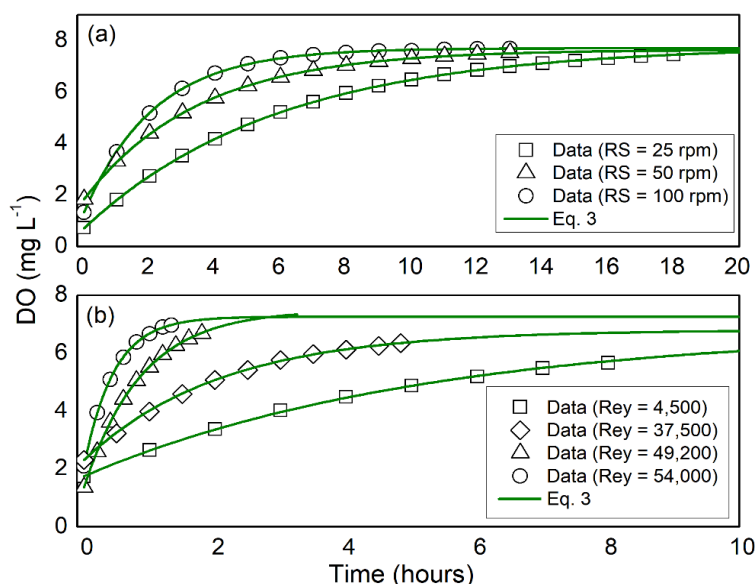 (a)
8
6
4
2
0
Data (RS = 25 rpm)
Data (RS = 50 rpm)
Data (RS = 100 rpm)
Eq. 3
0 2 4 6 8 10 12 14 16 18 20
DO (mg L⁻¹)
(b)
8
6
4
2
0
Data (Rey = 4,500)
Data (Rey = 37,500)
Data (Rey = 49,200)
Data (Rey = 54,000)
Eq. 3
0 2 4 6 8 10
Time (hours)